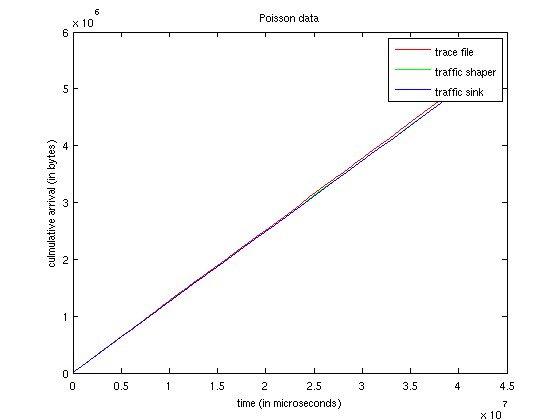 Poisson data
x 10^6
trace file
traffic shaper
traffic sink
6
5
4
3
2
1
0
culmulative arrival (in bytes)
0 0.5 1 1.5 2 2.5 3 3.5 4 4.5
time (in microseconds)
x 10^7